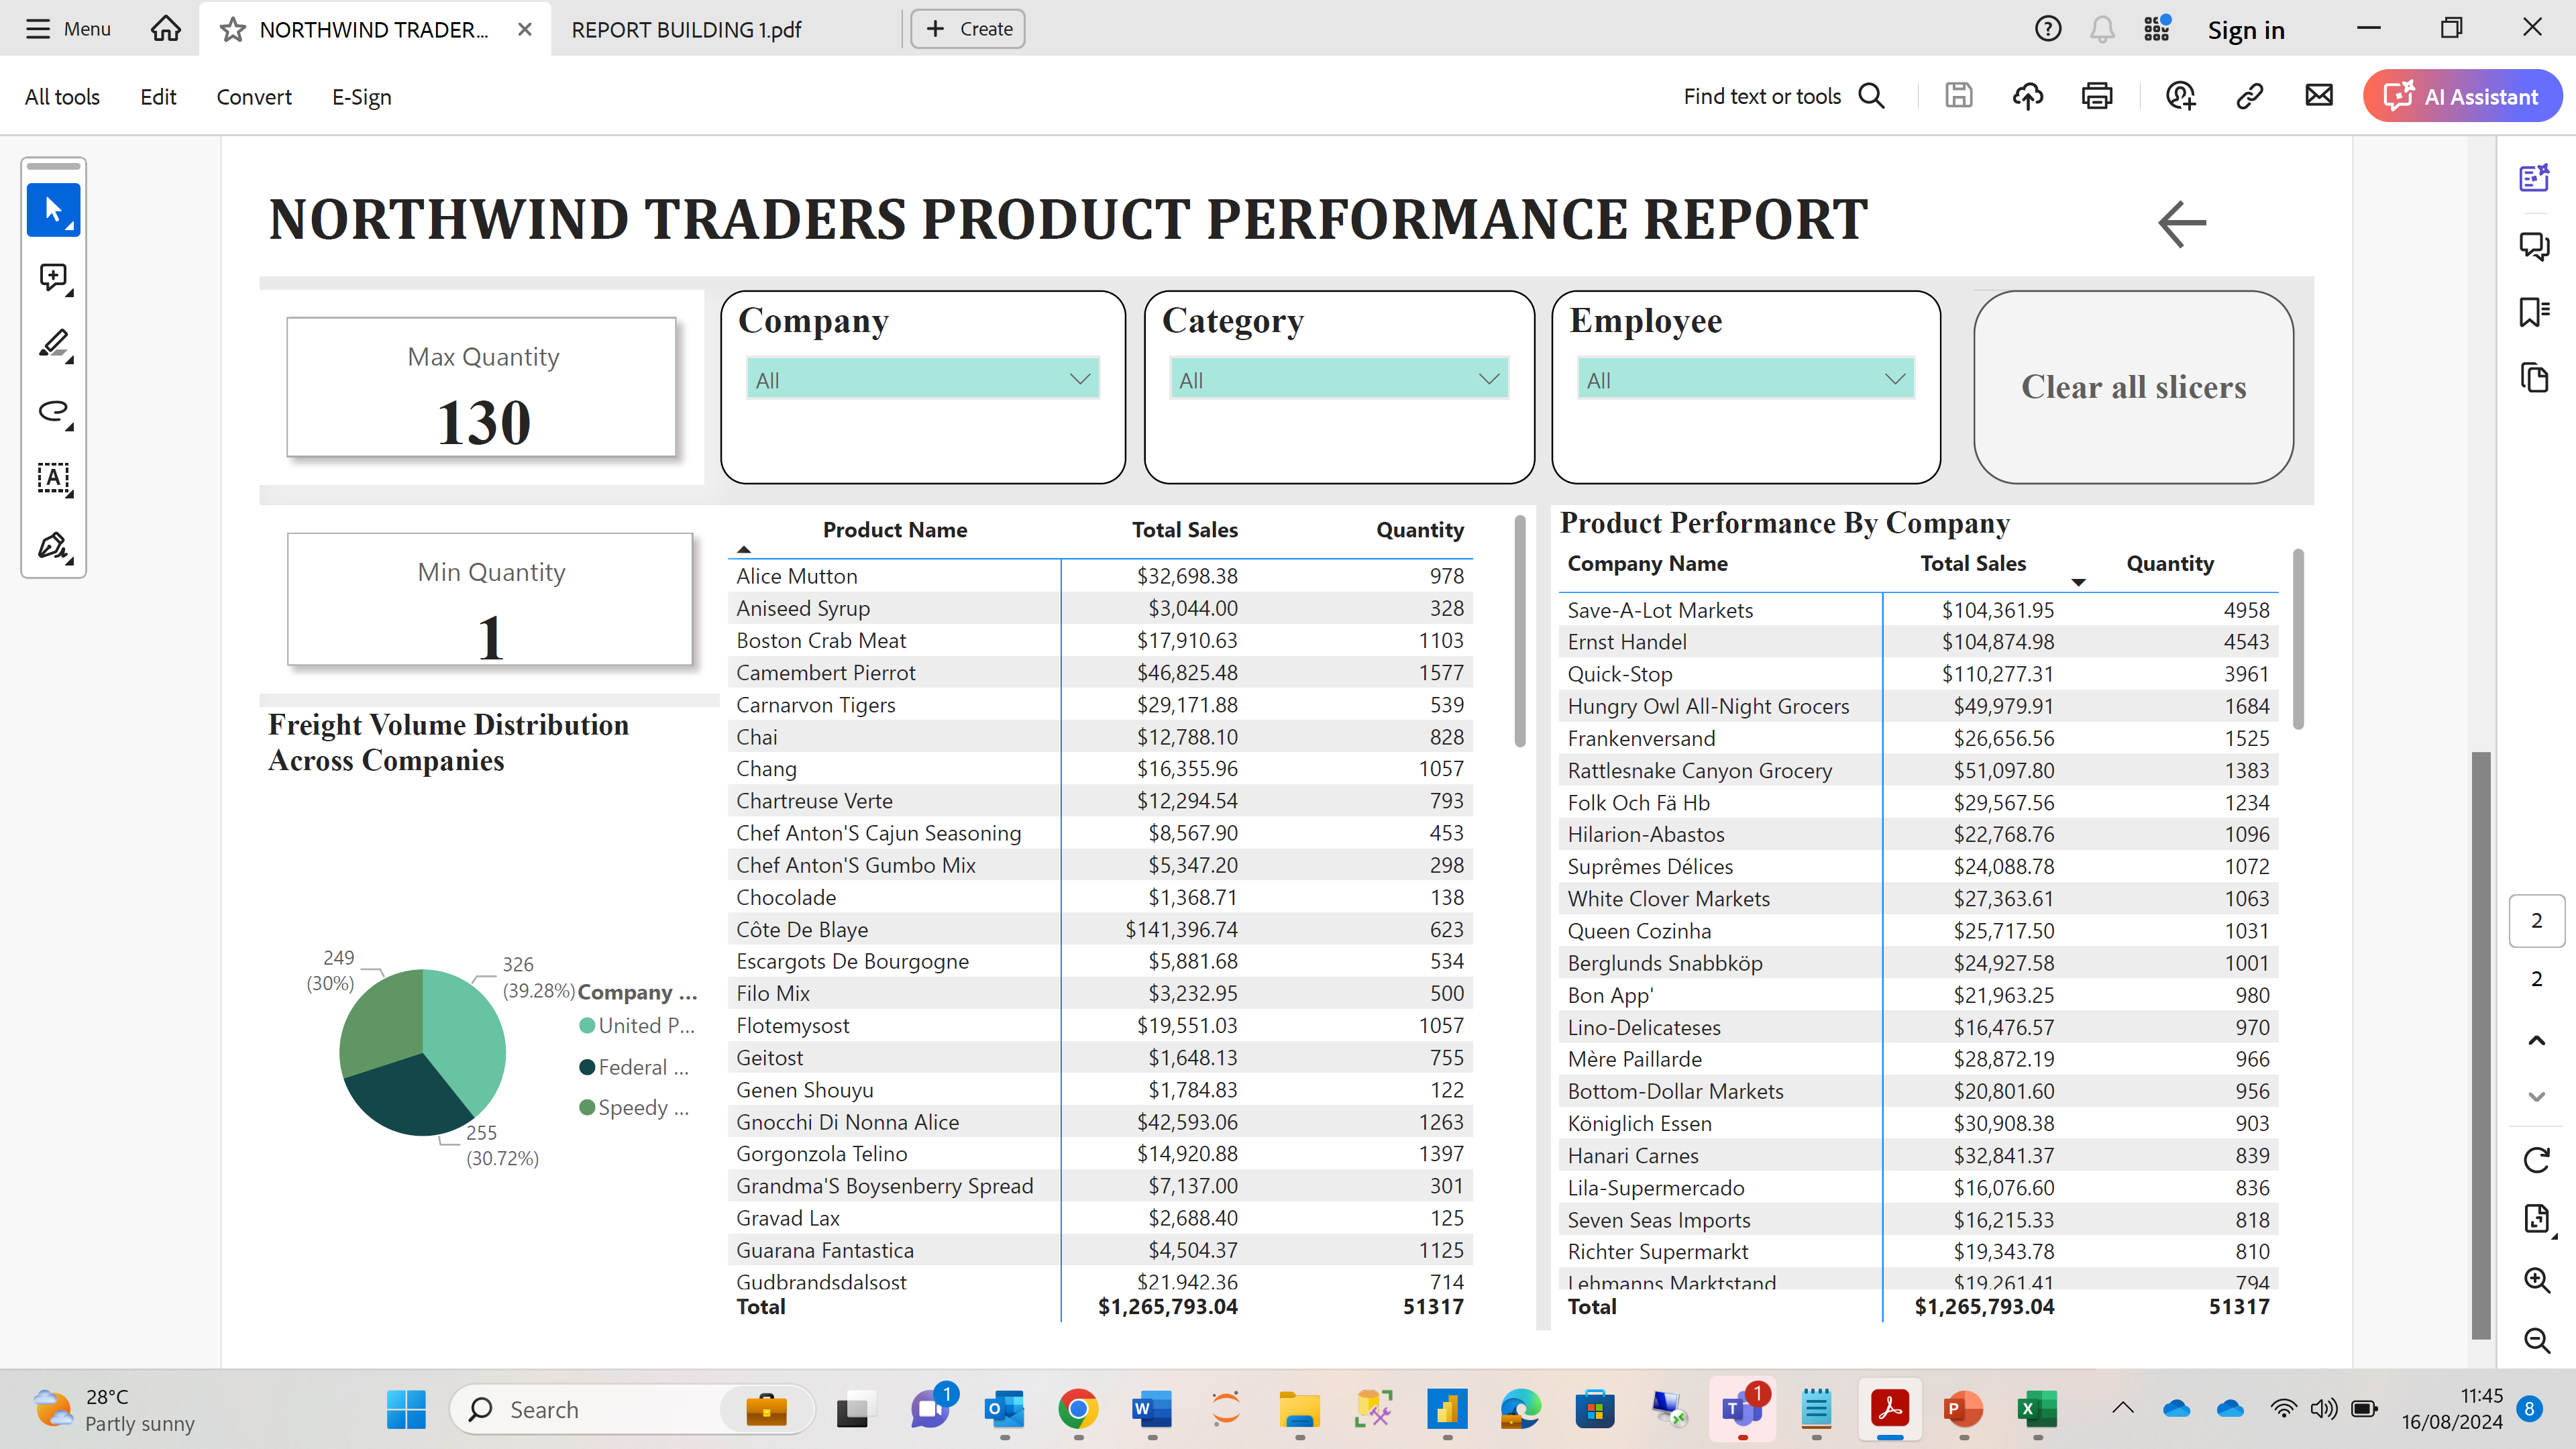 Menu
NORTHWIND TRADER...
REPORT BUILDING 1.pdf
Create
Sign in
All tools
Edit
Convert
E-Sign
Find text or tools
AI Assistant
NORTHWIND TRADERS PRODUCT PERFORMANCE REPORT
Max Quantity
130
Company
All
Category
All
Employee
All
Clear all slicers
Min Quantity
1
Freight Volume Distribution
Across Companies
249
(30%)
326
(39.28%)
255
(30.72%)
Company ...
United P...
Federal ...
Speedy ...
Product Name Total Sales Quantity
Alice Mutton $32,698.38 978
Aniseed Syrup $3,044.00 328
Boston Crab Meat $17,910.63 1103
Camembert Pierrot $46,825.48 1577
Carnarvon Tigers $29,171.88 539
Chai $12,788.10 828
Chang $16,355.96 1057
Chartreuse Verte $12,294.54 793
Chef Anton'S Cajun Seasoning $8,567.90 453
Chef Anton'S Gumbo Mix $5,347.20 298
Chocolade $1,368.71 138
Côte De Blaye $141,396.74 623
Escargots De Bourgogne $5,881.68 534
Filo Mix $3,232.95 500
Flotemysost $19,551.03 1057
Geitost $1,648.13 755
Genen Shouyu $1,784.83 122
Gnocchi Di Nonna Alice $42,593.06 1263
Gorgonzola Telino $14,920.88 1397
Grandma'S Boysenberry Spread $7,137.00 301
Gravad Lax $2,688.40 125
Guarana Fantastica $4,504.37 1125
Gudbrandsdalsost $21,942.36 714
Total $1,265,793.04 51317
Product Performance By Company
Company Name Total Sales Quantity
Save-A-Lot Markets $104,361.95 4958
Ernst Handel $104,874.98 4543
Quick-Stop $110,277.31 3961
Hungry Owl All-Night Grocers $49,979.91 1684
Frankenversand $26,656.56 1525
Rattlesnake Canyon Grocery $51,097.80 1383
Folk Och Fä Hb $29,567.56 1234
Hilarion-Abastos $22,768.76 1096
Suprêmes Délices $24,088.78 1072
White Clover Markets $27,363.61 1063
Queen Cozinha $25,717.50 1031
Berglunds Snabbköp $24,927.58 1001
Bon App' $21,963.25 980
Lino-Delicateses $16,476.57 970
Mère Paillarde $28,872.19 966
Bottom-Dollar Markets $20,801.60 956
Königlich Essen $30,908.38 903
Hanari Carnes $32,841.37 839
Lila-Supermercado $16,076.60 836
Seven Seas Imports $16,215.33 818
Richter Supermarkt $19,343.78 810
Lehmanns Marktstand $19,261.41 794
Total $1,265,793.04 51317
2
2
28°C
Partly sunny
Search
1
1
11:45
16/08/2024
8